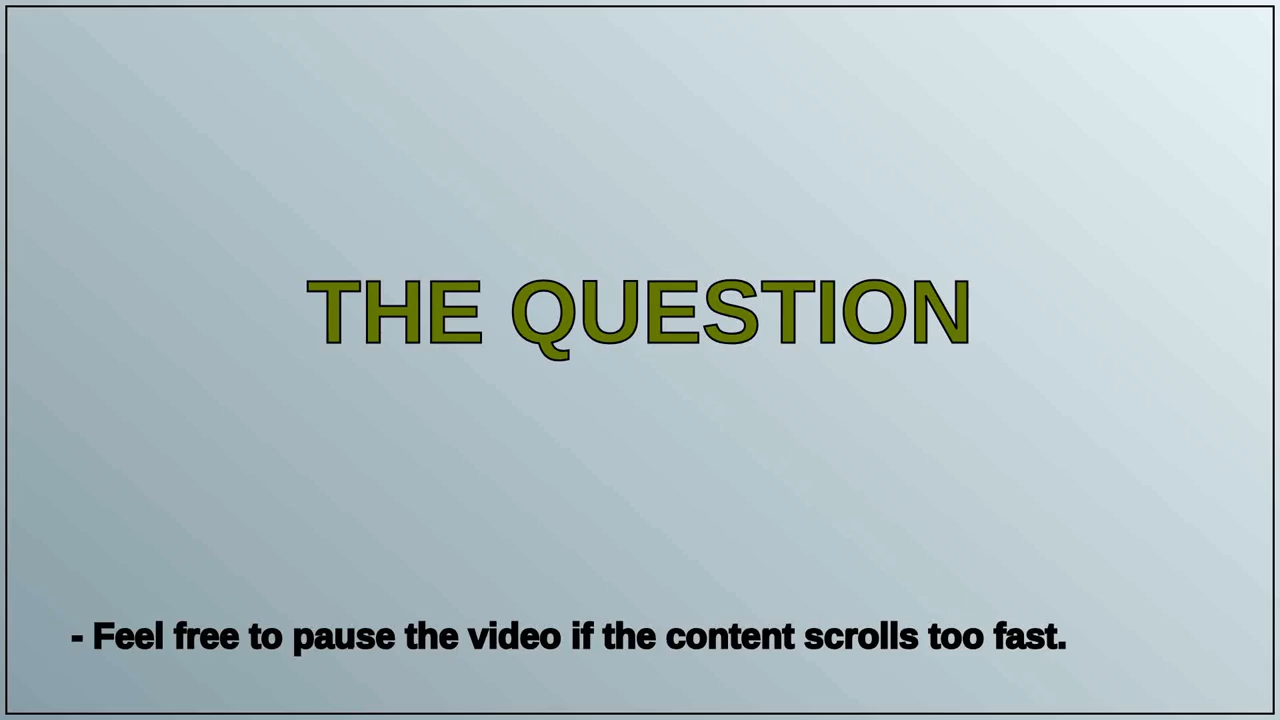 THE QUESTION
- Feel free to pause the video if the content scrolls too fast.